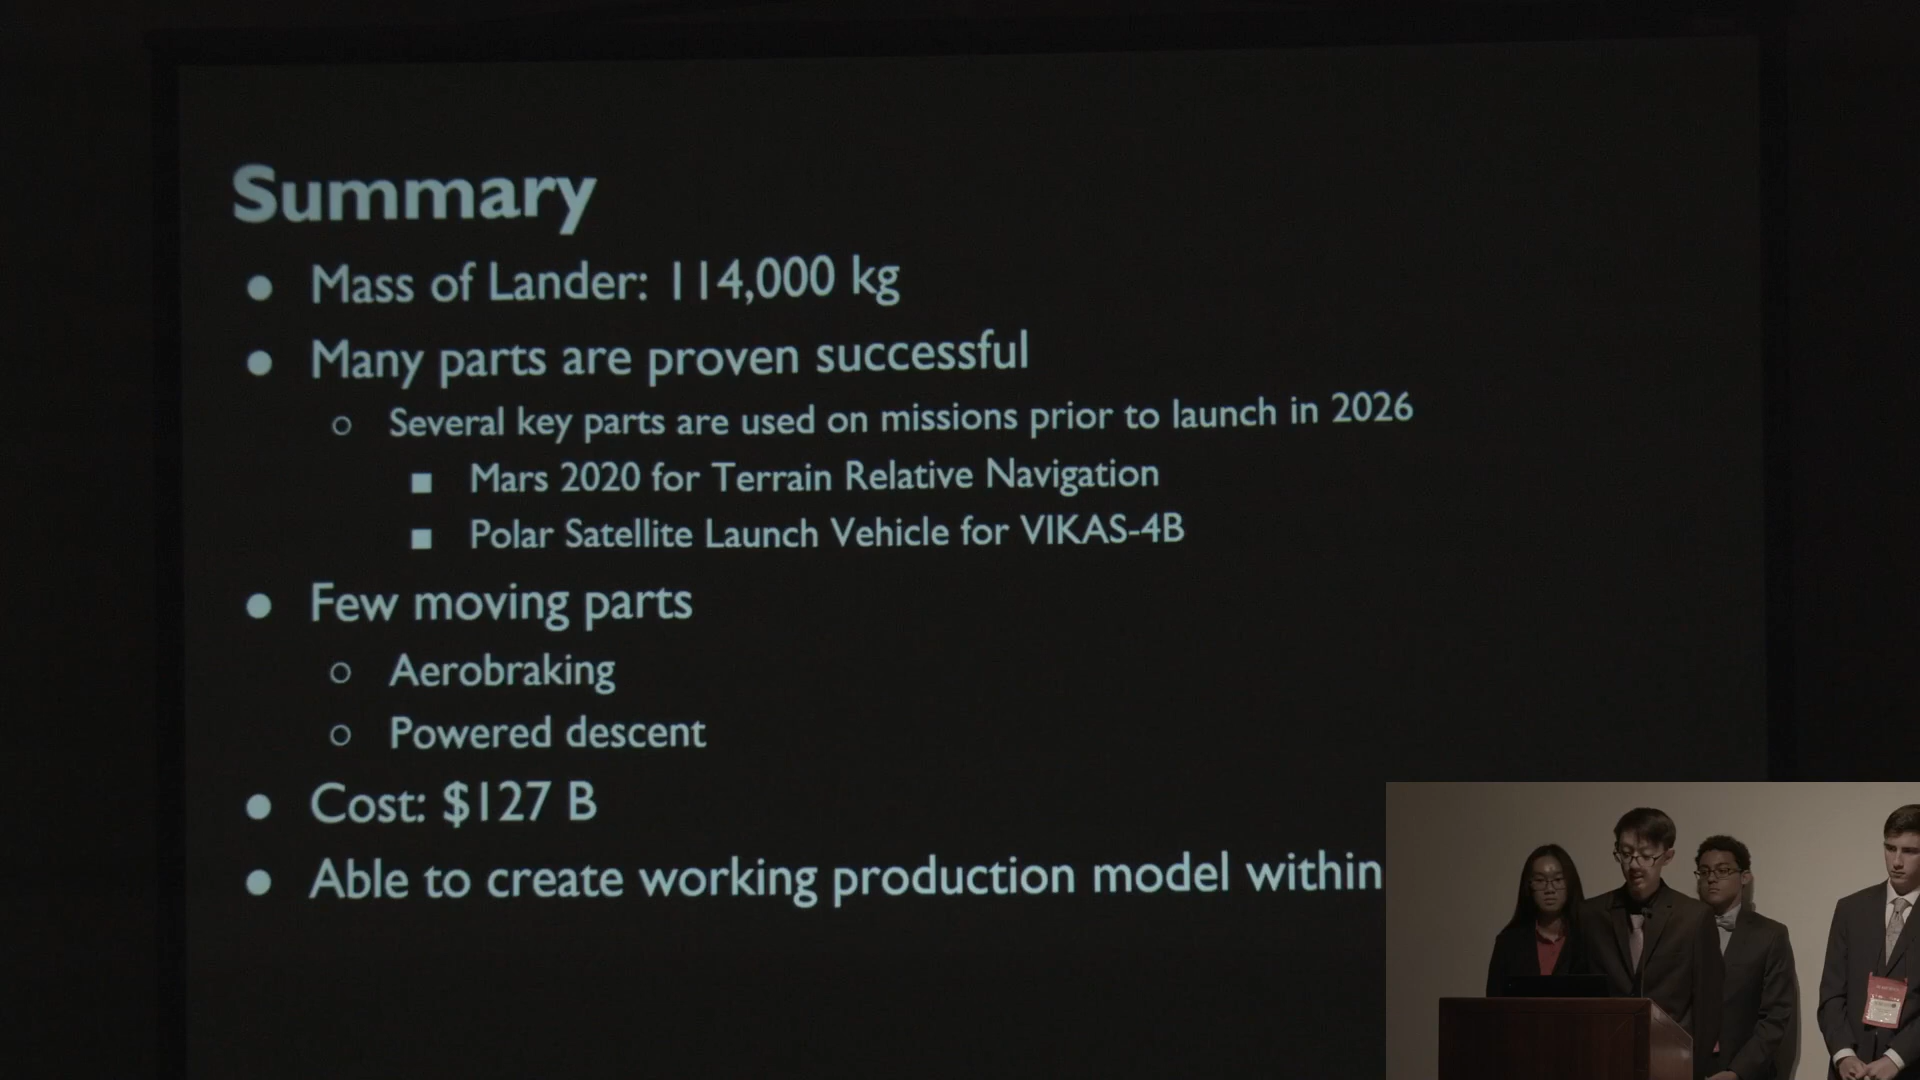 Summary
● Mass of Lander: 114,000 kg
● Many parts are proven successful
○ Several key parts are used on missions prior to launch in 2026
■ Mars 2020 for Terrain Relative Navigation
■ Polar Satellite Launch Vehicle for VIKAS-4B
● Few moving parts
○ Aerobraking
○ Powered descent
● Cost: $127 B
● Able to create working production model within